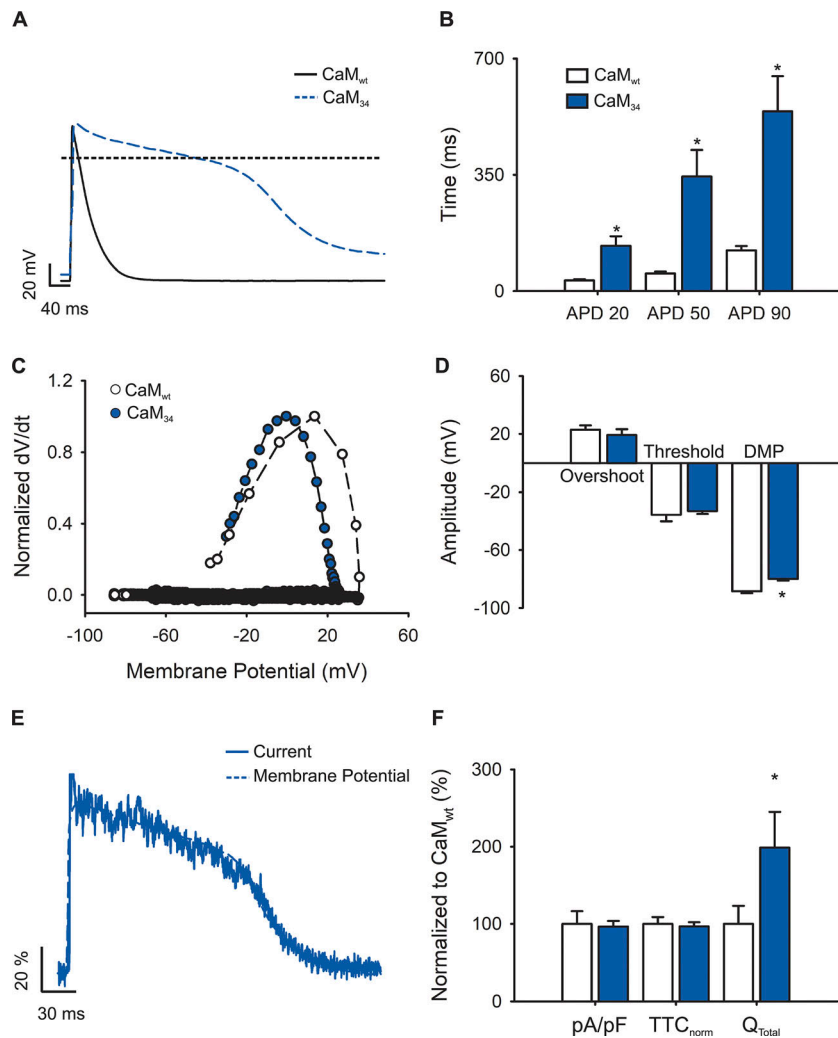 A
CaMwt
CaM34
20 mV
40 ms
B
CaMwt
CaM34
Time (ms)
700
350
0
*
*
*
APD 20 APD 50 APD 90
C
CaMwt
CaM34
Normalized dV/dt
1.2
0.8
0.4
0.0
-100 -60 -20 20 60
Membrane Potential (mV)
D
Amplitude (mV)
60
20
-20
-60
-100
Overshoot
Threshold
DMP
*
E
Current
Membrane Potential
20 %
30 ms
F
Normalized to CaMwt (%)
300
200
100
0
*
pA/pF TTCnorm QTotal